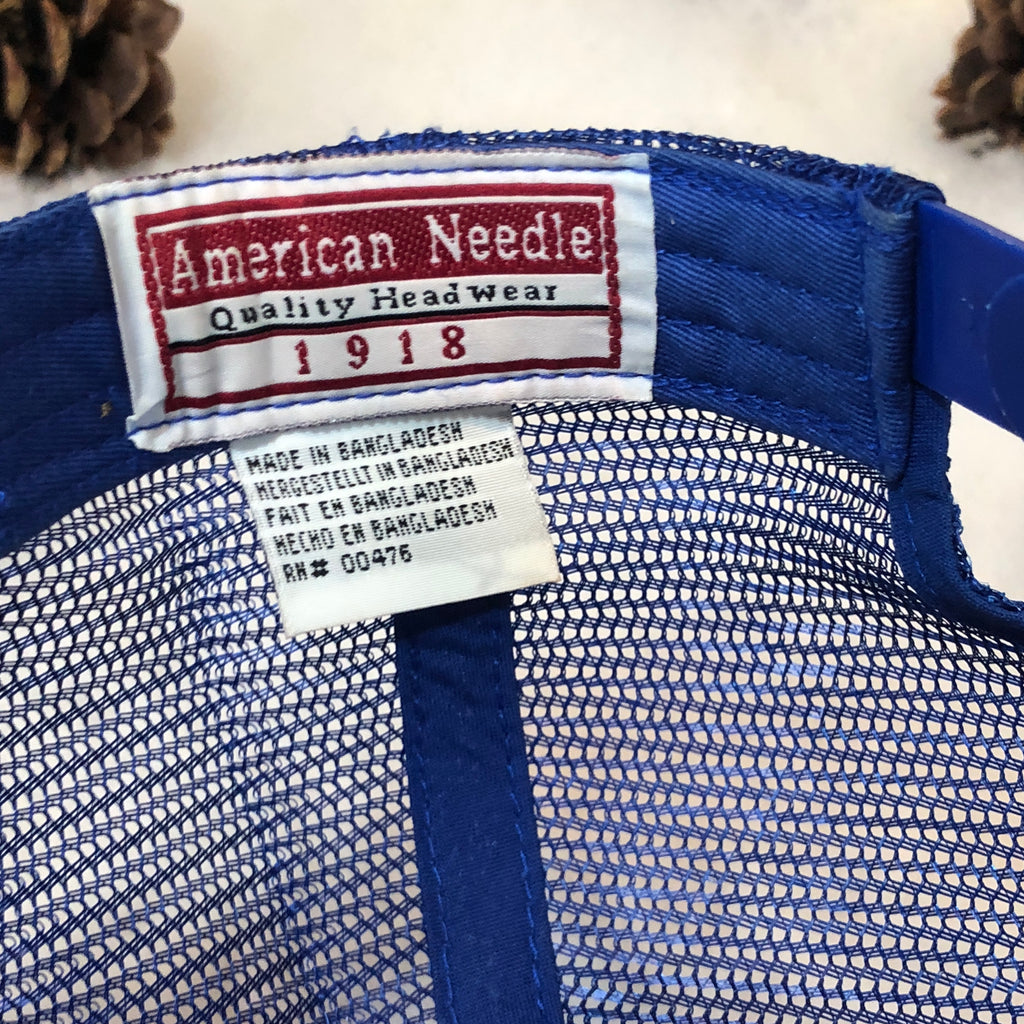 American Needle
Quality Headwear
1918
MADE IN BANGLADESH
HERGESTELLT IN BANGLADESH
FAIT EN BANGLADESH
HECHO EN BANGLADESH
RN# 00476